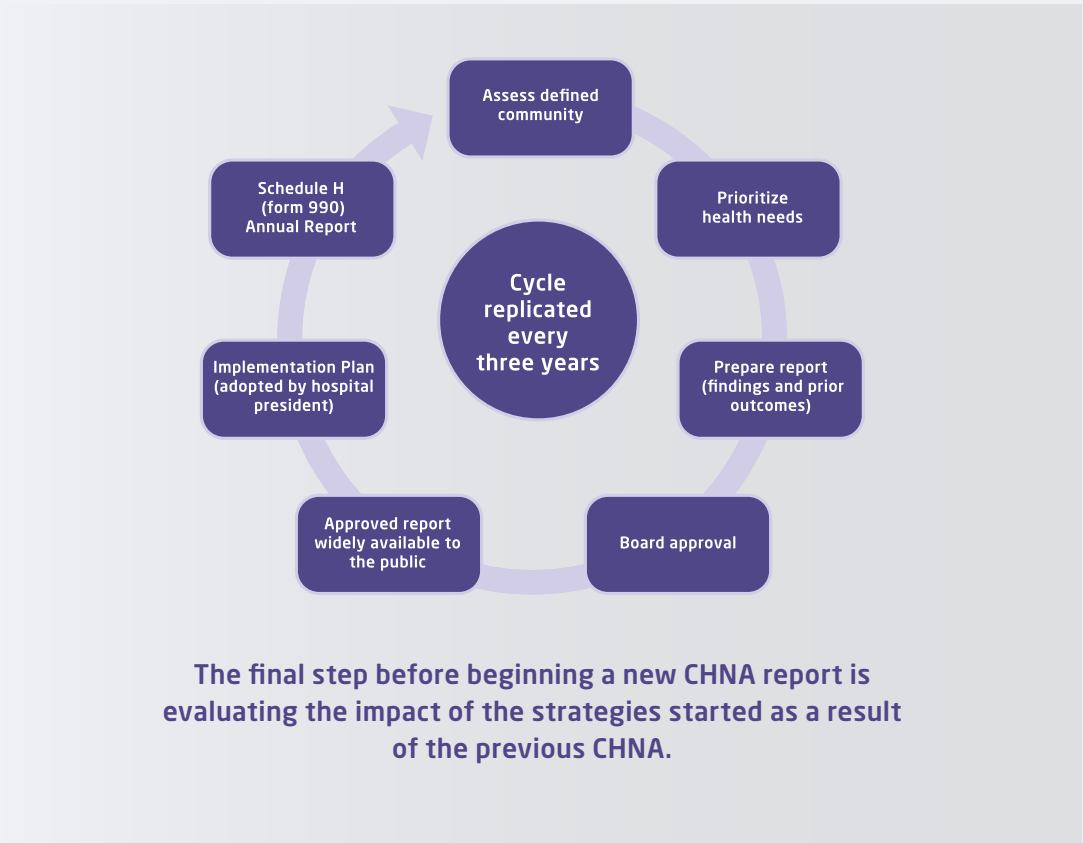 Assess defined
community
Prioritize
health needs
Prepare report
(findings and prior
outcomes)
Board approval
Approved report
widely available to
the public
Implementation Plan
(adopted by hospital
president)
Schedule H
(form 990)
Annual Report
Cycle
replicated
every
three years
The final step before beginning a new CHNA report is
evaluating the impact of the strategies started as a result
of the previous CHNA.